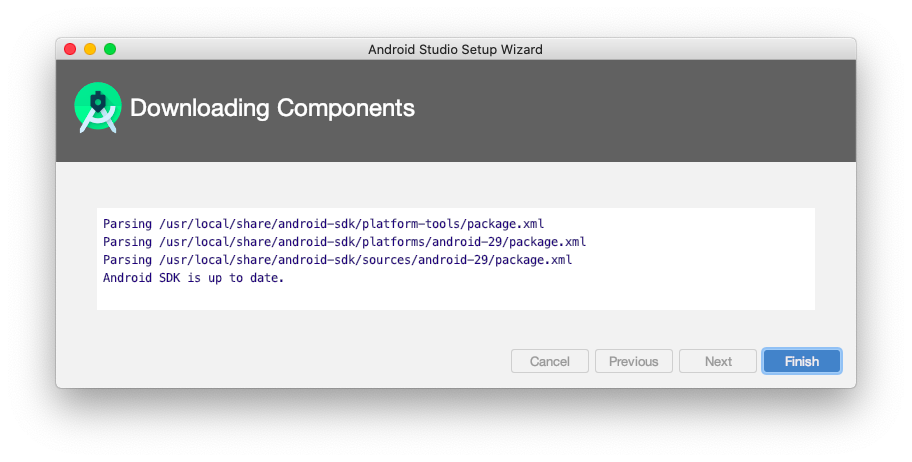 Android Studio Setup Wizard
Downloading Components
Parsing /usr/local/share/android-sdk/platform-tools/package.xml
Parsing /usr/local/share/android-sdk/platforms/android-29/package.xml
Parsing /usr/local/share/android-sdk/sources/android-29/package.xml
Android SDK is up to date.
Cancel Previous Next Finish